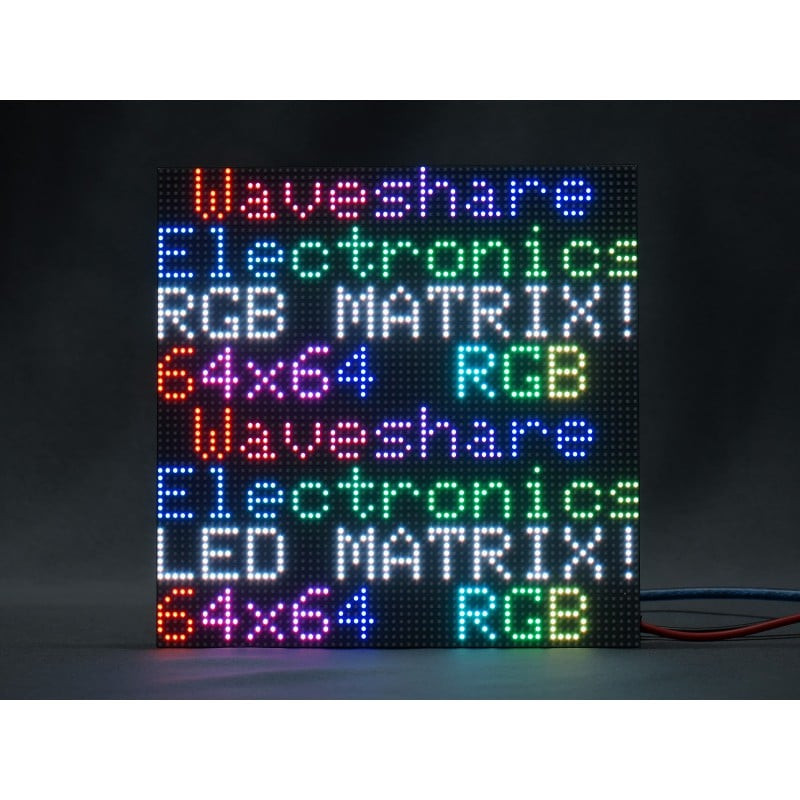 Waveshare
Electronics
RGB MATRIX!
64x64 RGB
Waveshare
Electronics
LED MATRIX!
64x64 RGB